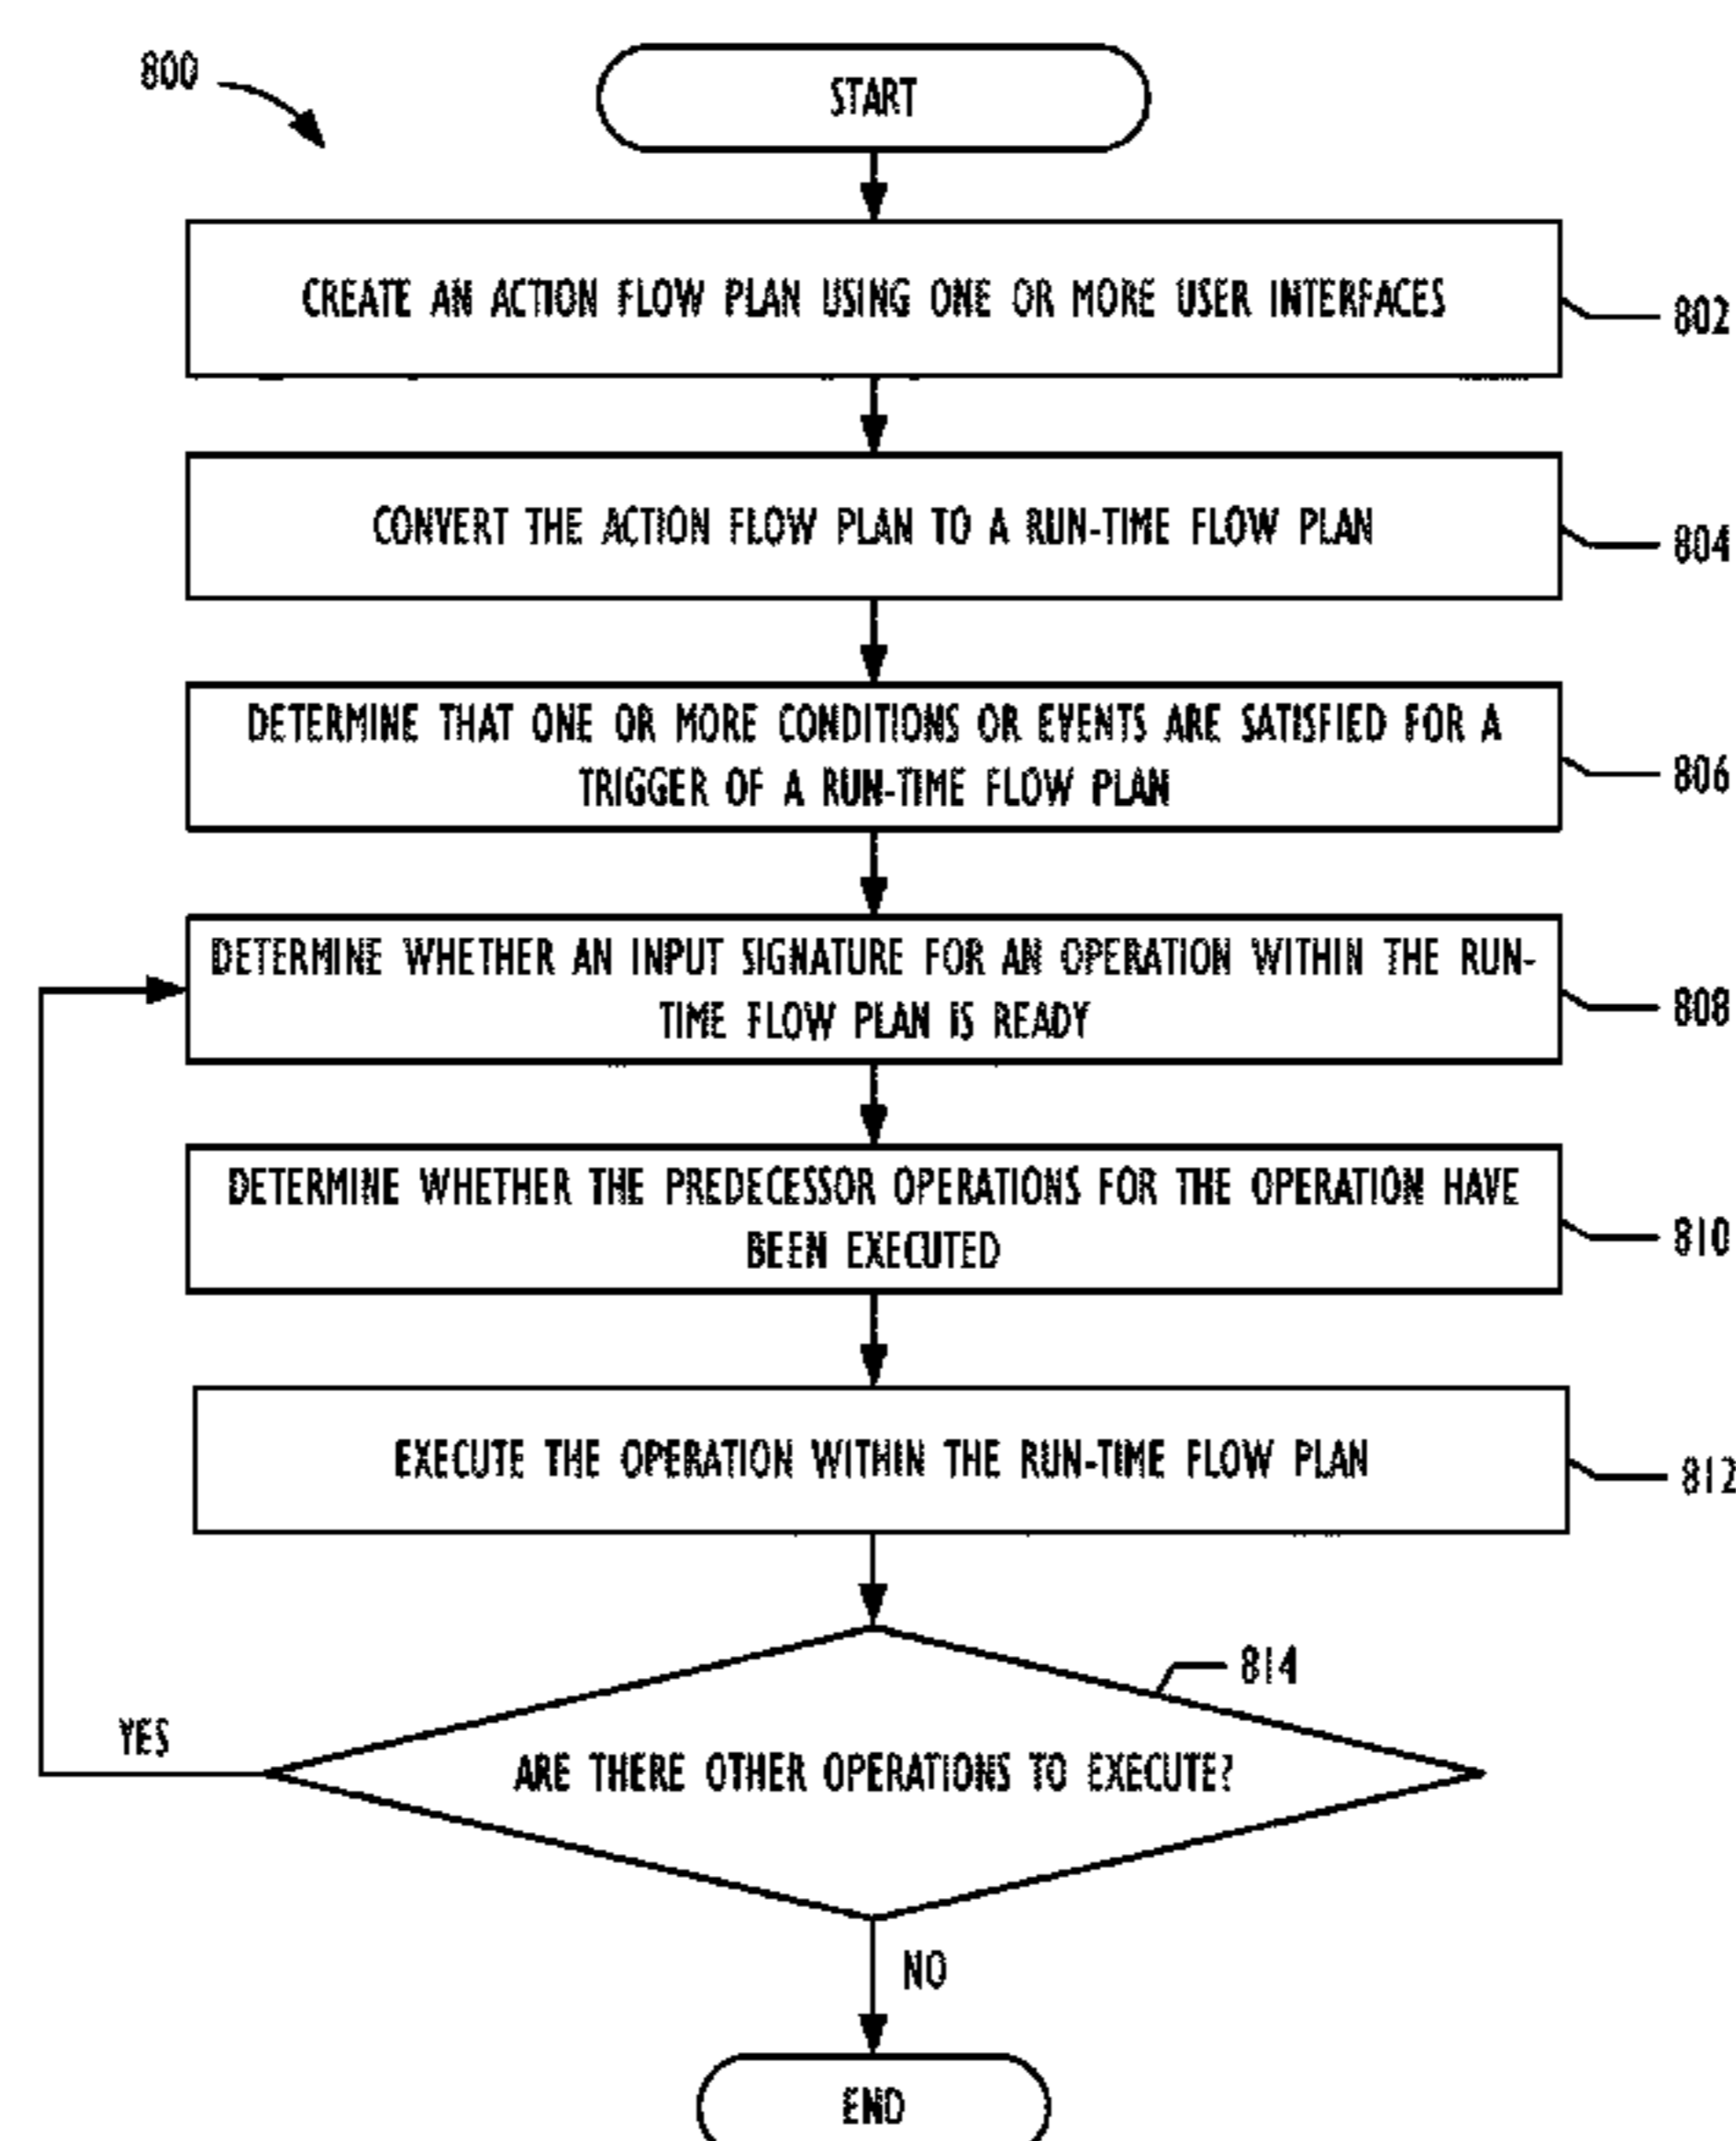 800
START
CREATE AN ACTION FLOW PLAN USING ONE OR MORE USER INTERFACES
802
CONVERT THE ACTION FLOW PLAN TO A RUN-TIME FLOW PLAN
804
DETERMINE THAT ONE OR MORE CONDITIONS OR EVENTS ARE SATISFIED FOR A
TRIGGER OF A RUN-TIME FLOW PLAN
806
DETERMINE WHETHER AN INPUT SIGNATURE FOR AN OPERATION WITHIN THE RUN-
TIME FLOW PLAN IS READY
808
DETERMINE WHETHER THE PREDECESSOR OPERATIONS FOR THE OPERATION HAVE
BEEN EXECUTED
810
EXECUTE THE OPERATION WITHIN THE RUN-TIME FLOW PLAN
812
814
YES
ARE THERE OTHER OPERATIONS TO EXECUTE?
NO
END